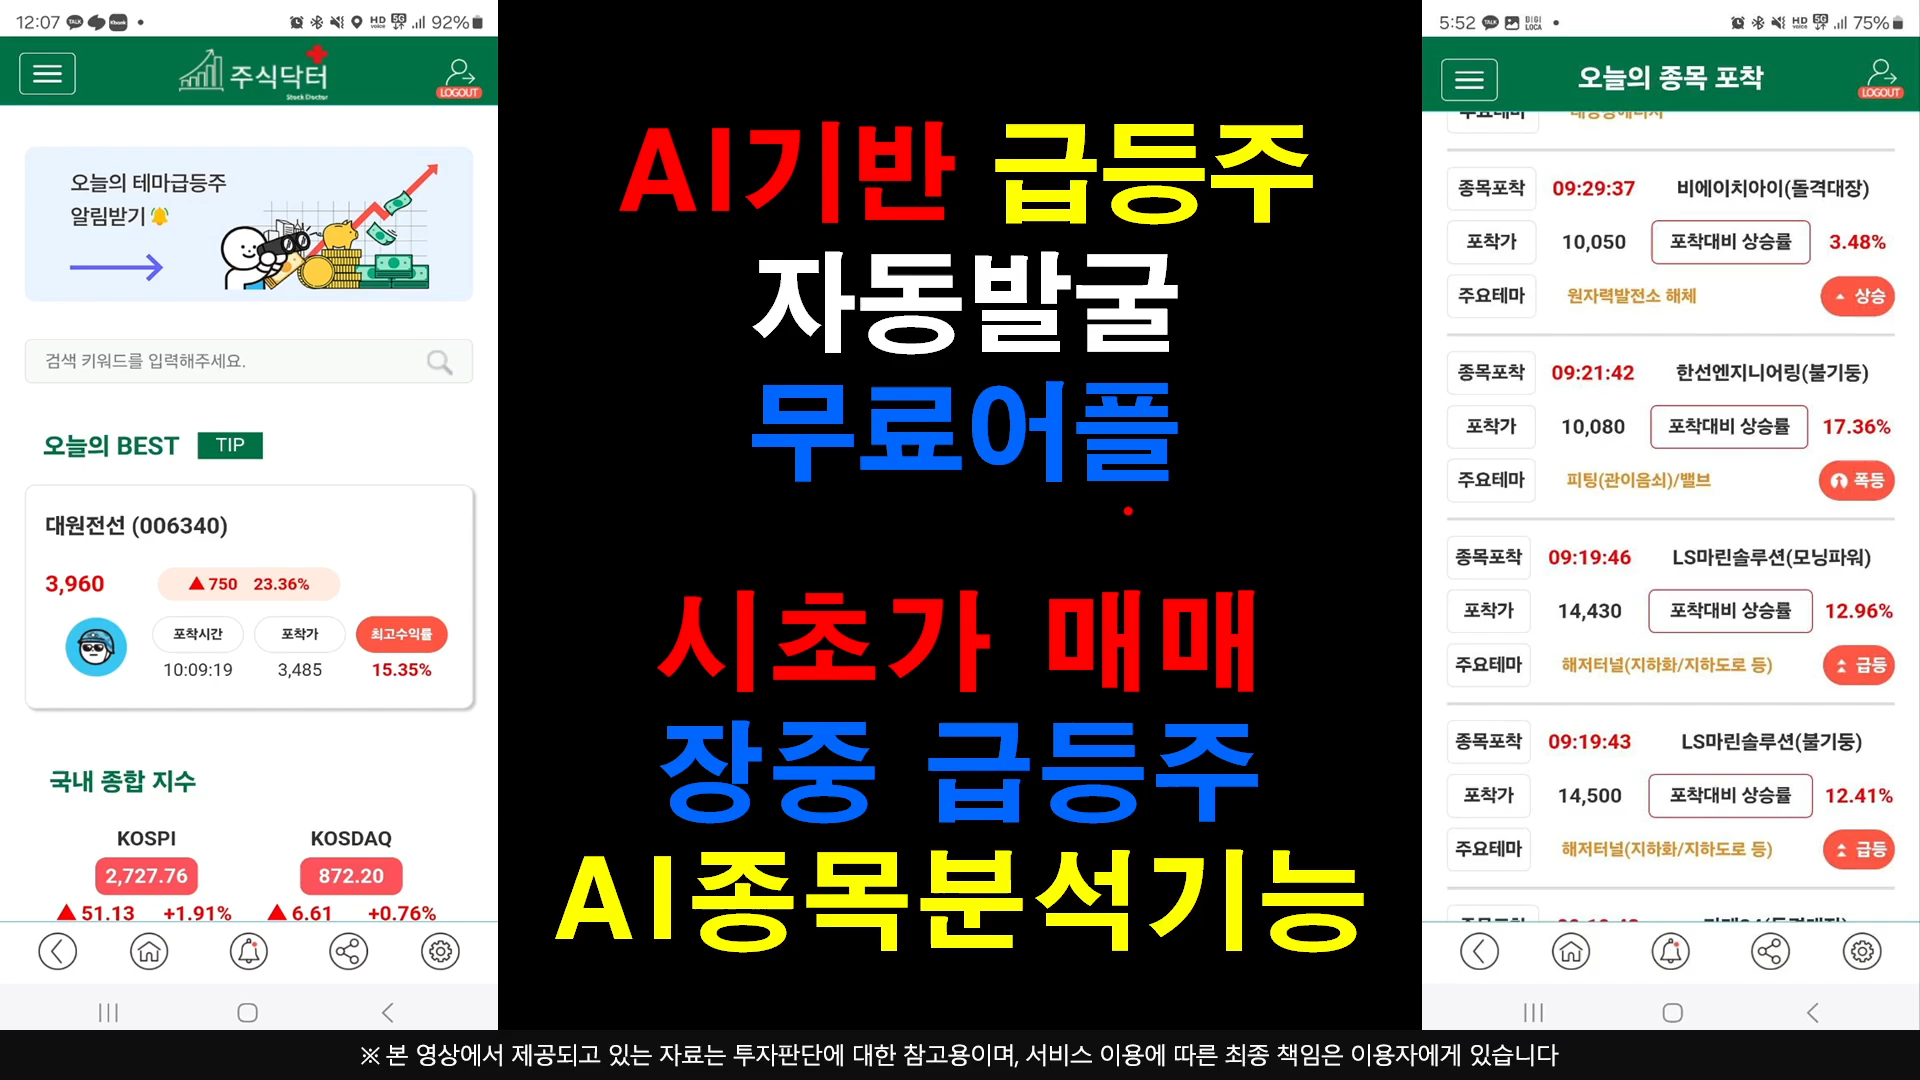 12:07
92%
주식닥터
Stock Doctor
LOGOUT
오늘의 테마급등주
알림받기
검색 키워드를 입력해주세요.
오늘의 BEST TIP
대원전선 (006340)
3,960 ▲ 750 23.36%
포착시간 포착가 최고수익률
10:09:19 3,485 15.35%
국내 종합 지수
KOSPI KOSDAQ
2,727.76 872.20
▲ 51.13 +1.91% ▲ 6.61 +0.76%
AI기반 급등주
자동발굴
무료어플
시초가 매매
장중 급등주
AI종목분석기능
5:52
75%
오늘의 종목 포착
LOGOUT
주요테마 태양광에너지
종목포착 09:29:37 비에이치아이(돌격대장)
포착가 10,050 포착대비 상승률 3.48%
주요테마 원자력발전소 해체 상승
종목포착 09:21:42 한선엔지니어링(불기둥)
포착가 10,080 포착대비 상승률 17.36%
주요테마 피팅(관이음쇠)/밸브 폭등
종목포착 09:19:46 LS마린솔루션(모닝파워)
포착가 14,430 포착대비 상승률 12.96%
주요테마 해저터널(지하화/지하도로 등) 급등
종목포착 09:19:43 LS마린솔루션(불기둥)
포착가 14,500 포착대비 상승률 12.41%
주요테마 해저터널(지하화/지하도로 등) 급등
종목포착
※ 본 영상에서 제공되고 있는 자료는 투자판단에 대한 참고용이며, 서비스 이용에 따른 최종 책임은 이용자에게 있습니다